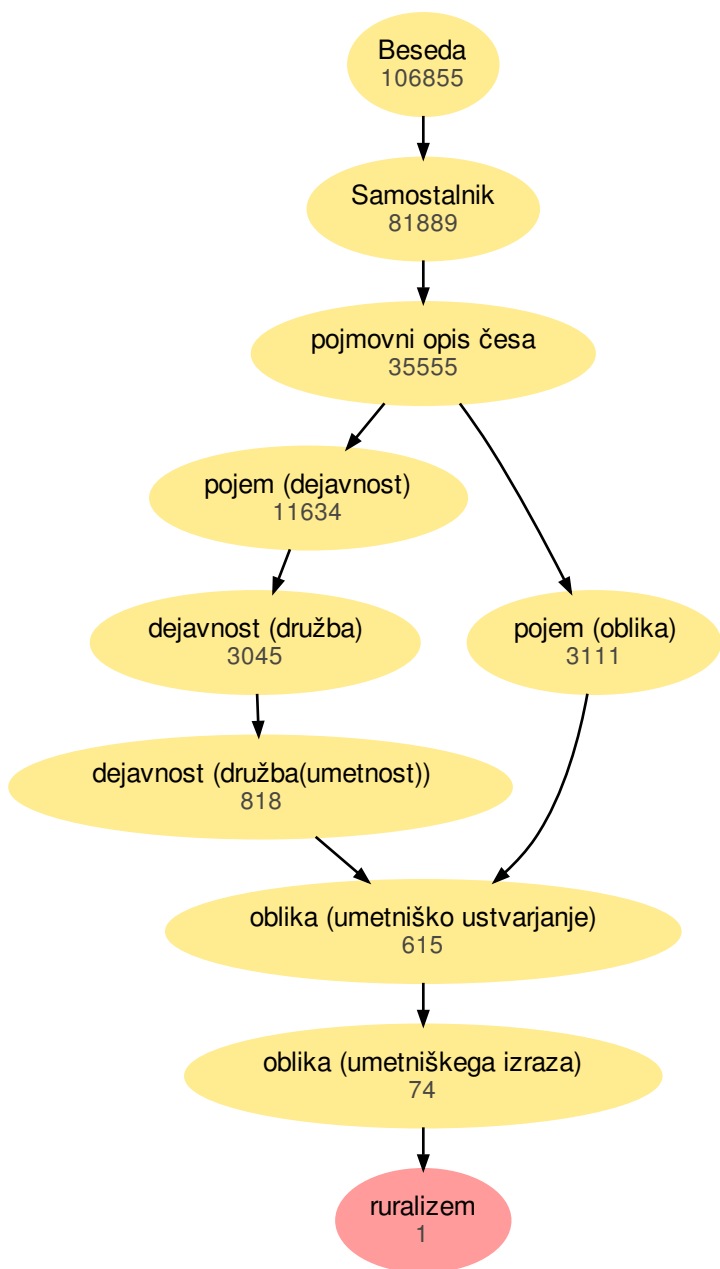 Beseda
106855
Samostalnik
81889
pojmovni opis česa
35555
pojem (dejavnost)
11634
dejavnost (družba)
3045
pojem (oblika)
3111
dejavnost (družba(umetnost))
818
oblika (umetniško ustvarjanje)
615
oblika (umetniškega izraza)
74
ruralizem
1